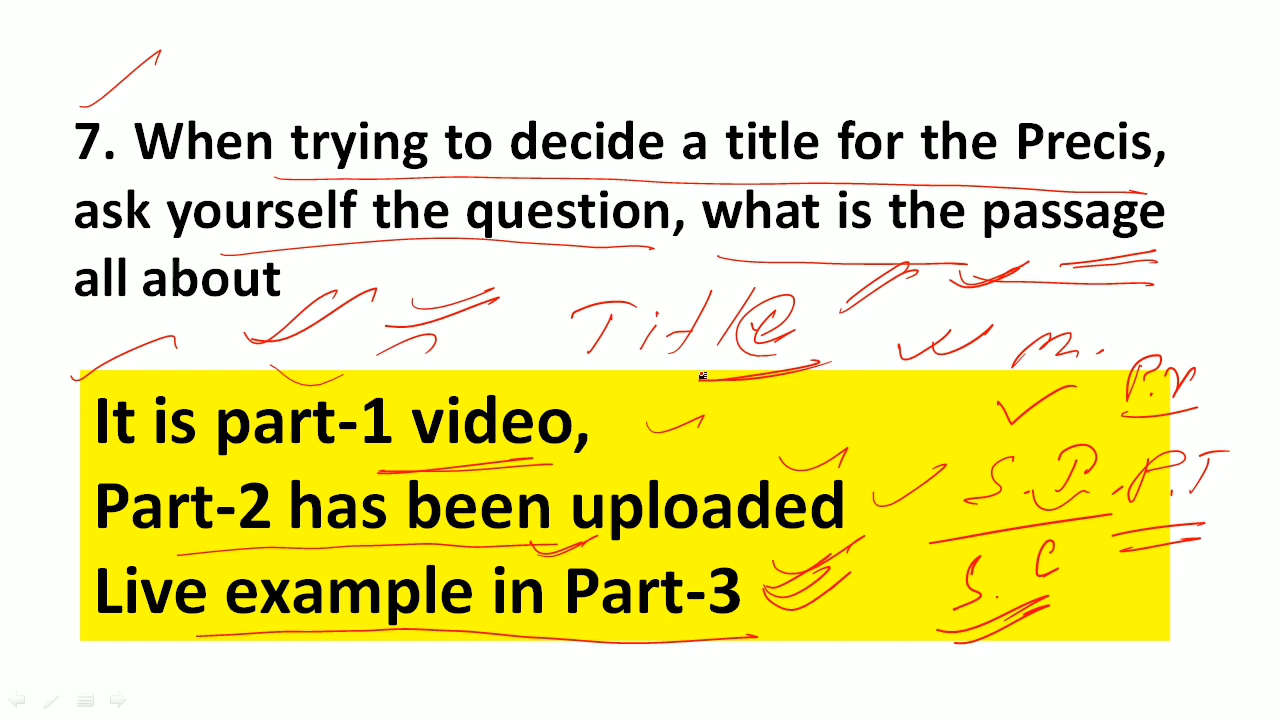 7. When trying to decide a title for the Precis,
ask yourself the question, what is the passage
all about
Title
m.
P.r
It is part-1 video,
S.P. P.T
Part-2 has been uploaded
S.C
Live example in Part-3